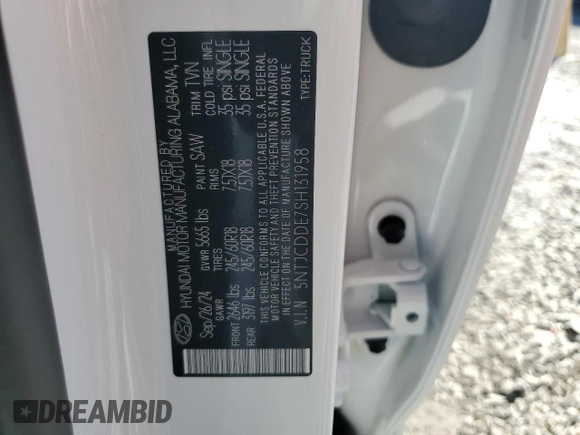 MANUFACTURED BY
HYUNDAI MOTOR MANUFACTURING ALABAMA, LLC
Sep/26/24 GVWR 5665 lbs PAINT SAW TRIM TVN
GAWR TIRES RIMS COLD TIRE INFL
FRONT 2646 lbs 245/60R18 7.5JX18 35 psi SINGLE
REAR 3197 lbs 245/60R18 7.5JX18 35 psi SINGLE
THIS VEHICLE CONFORMS TO ALL APPLICABLE U.S.A. FEDERAL
MOTOR VEHICLE SAFETY AND THEFT PREVENTION STANDARDS
IN EFFECT ON THE DATE OF MANUFACTURE SHOWN ABOVE
V.I.N 5NTJCDDE7SH131958 TYPE:TRUCK
DREAMBID